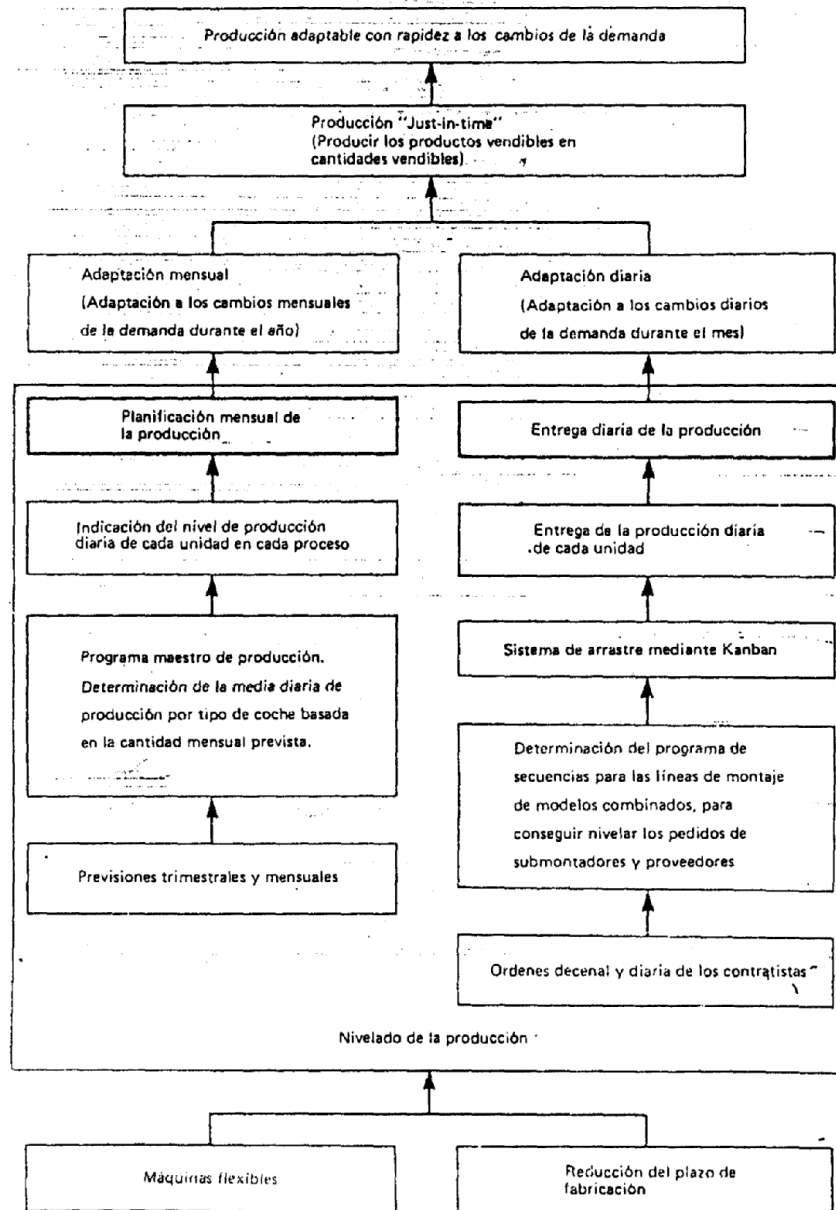 Producción adaptable con rapidez a los cambios de la demanda
Producción "Just-in-time"
(Producir los productos vendibles en
cantidades vendibles)
Adaptación mensual
(Adaptación a los cambios mensuales
de la demanda durante el año)
Adaptación diaria
(Adaptación a los cambios diarios
de la demanda durante el mes)
Planificación mensual de
la producción
Entrega diaria de la producción
Indicación del nivel de producción
diaria de cada unidad en cada proceso
Entrega de la producción diaria
de cada unidad
Programa maestro de producción.
Determinación de la media diaria de
producción por tipo de coche basada
en la cantidad mensual prevista.
Sistema de arrastre mediante Kanban
Determinación del programa de
secuencias para las líneas de montaje
de modelos combinados, para
conseguir nivelar los pedidos de
submontadores y proveedores
Previsiones trimestrales y mensuales
Ordenes decenal y diaria de los contratistas
Nivelado de la producción
Máquinas flexibles
Reducción del plazo de
fabricación